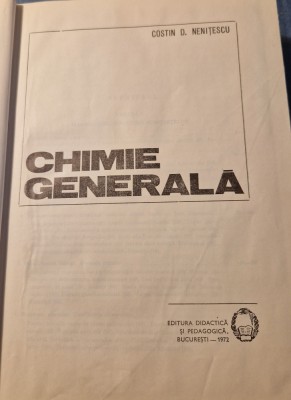 COSTIN D. NENIȚESCU
CHIMIE
GENERALĂ
EDITURA DIDACTICĂ
ȘI PEDAGOGICĂ,
BUCUREȘTI — 1972